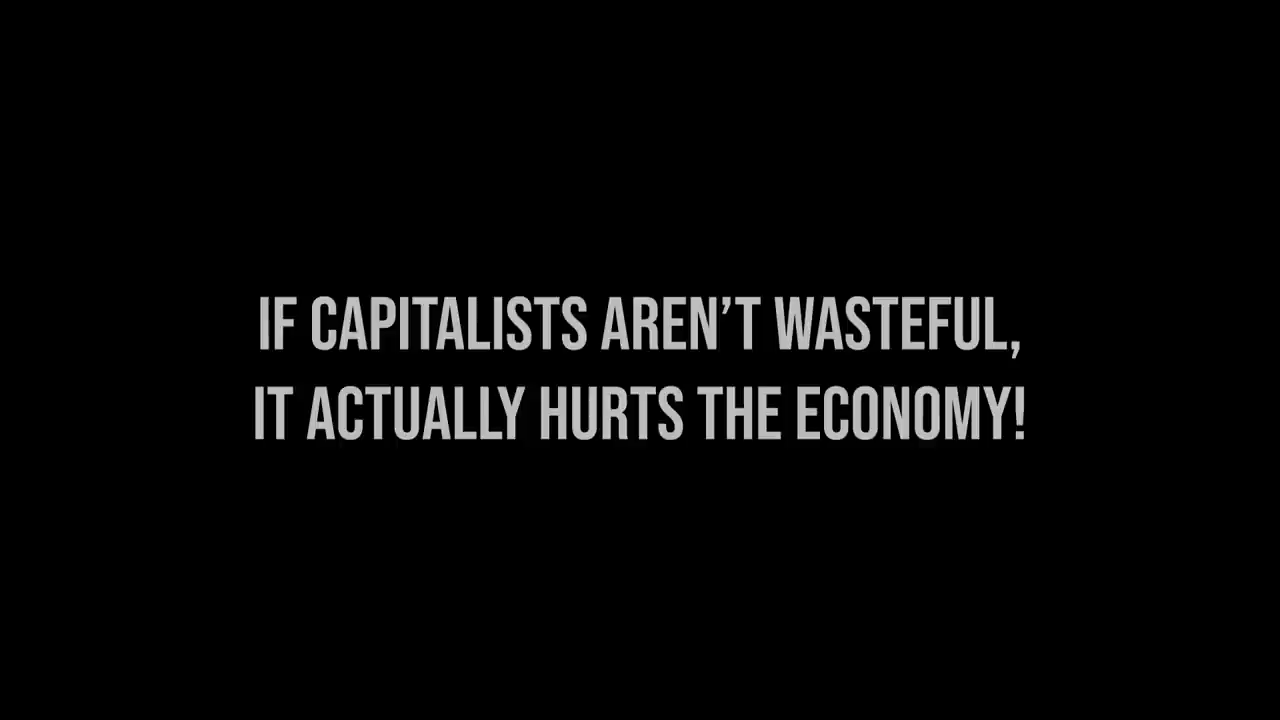 IF CAPITALISTS AREN’T WASTEFUL,
IT ACTUALLY HURTS THE ECONOMY!